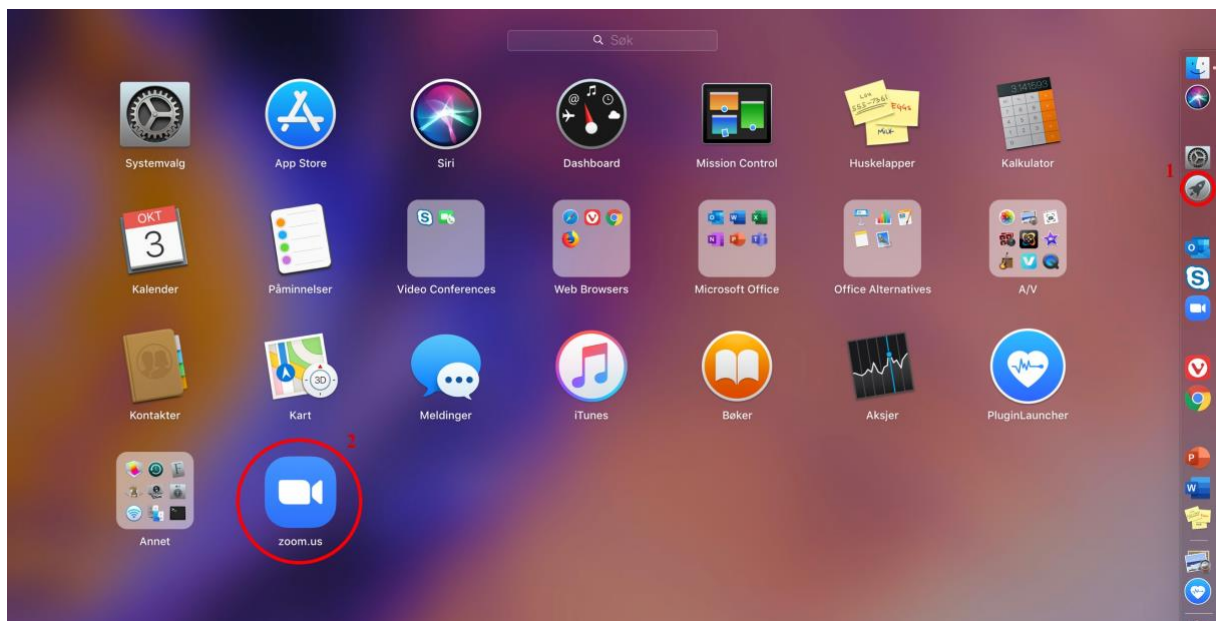 Søk
Systemvalg
App Store
Siri
Dashboard
Mission Control
Huskelapper
Kalkulator
1
OKT
3
Kalender
Påminnelser
Video Conferences
Web Browsers
Microsoft Office
Office Alternatives
A/V
Kontakter
3D
Kart
Meldinger
iTunes
Bøker
Aksjer
PluginLauncher
2
Annet
zoom.us